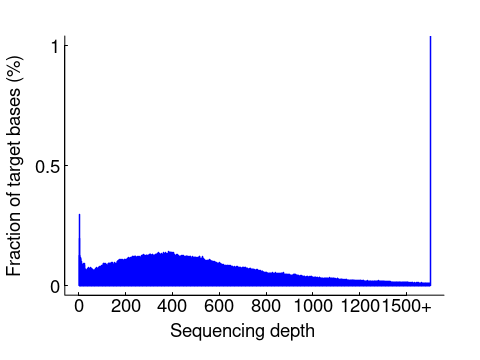 1
0.5
0
Fraction of target bases (%)
0 200 400 600 800 1000 1200 1500+
Sequencing depth